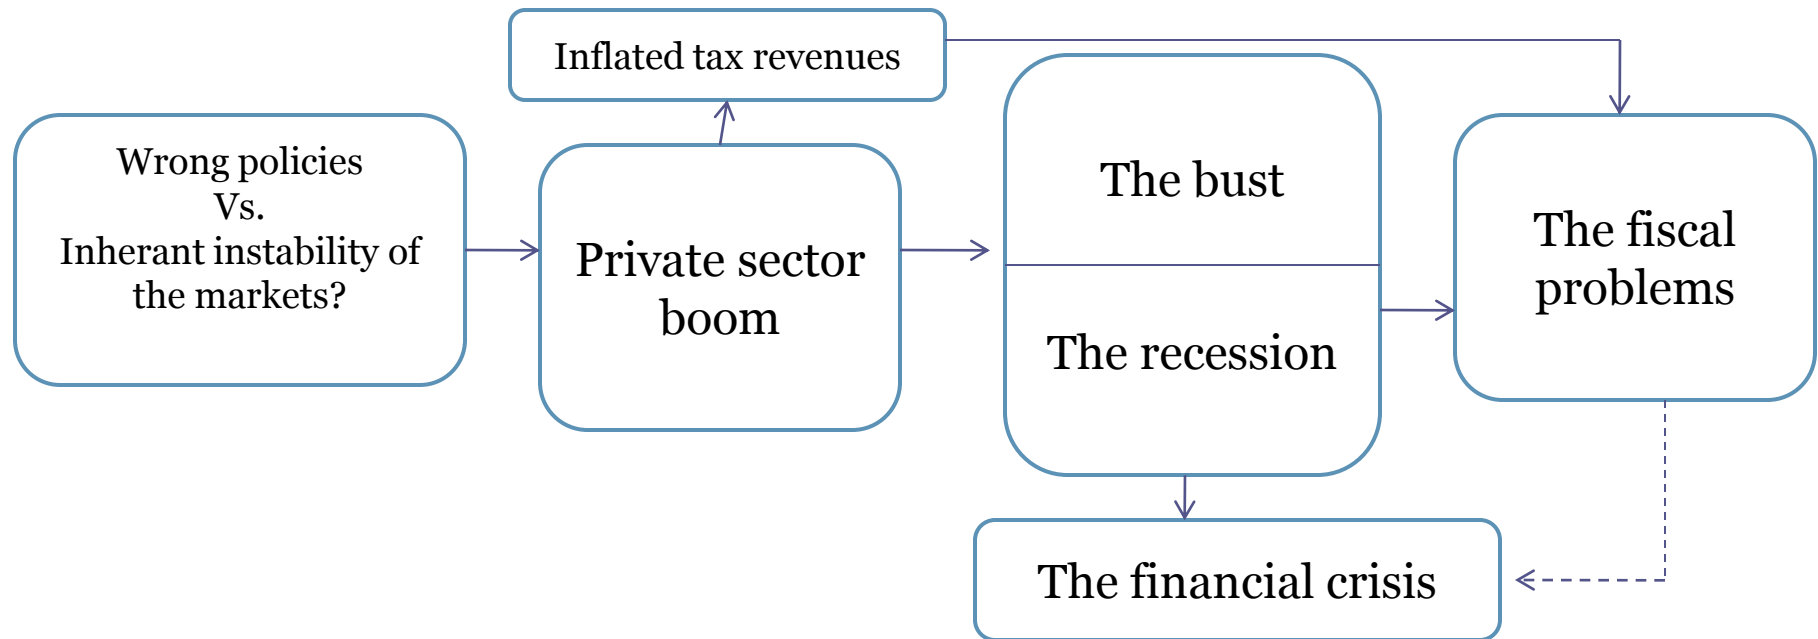 Inflated tax revenues
Wrong policies
Vs.
Inherant instability of
the markets?
Private sector
boom
The bust
The recession
The fiscal
problems
The financial crisis